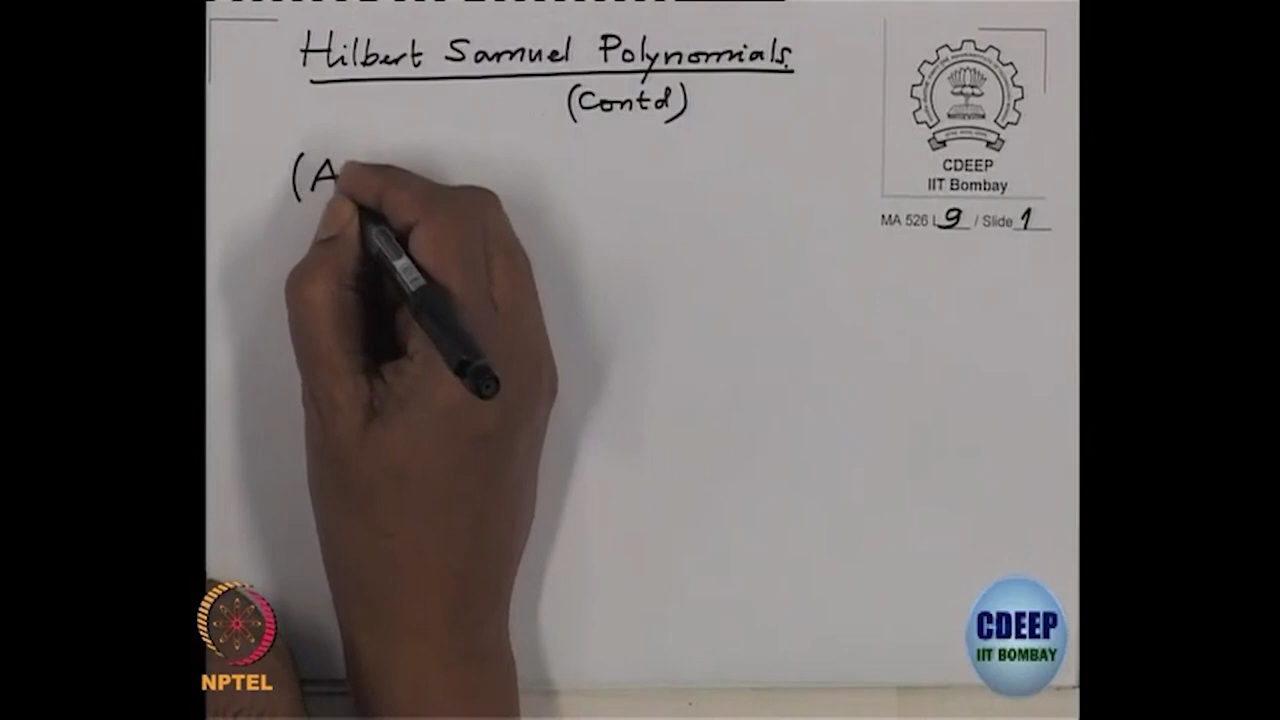 Hilbert Samuel Polynomials.
(Contd)
(A
CDEEP
IIT Bombay
MA 526 L 9 / Slide 1
NPTEL
CDEEP
IIT BOMBAY